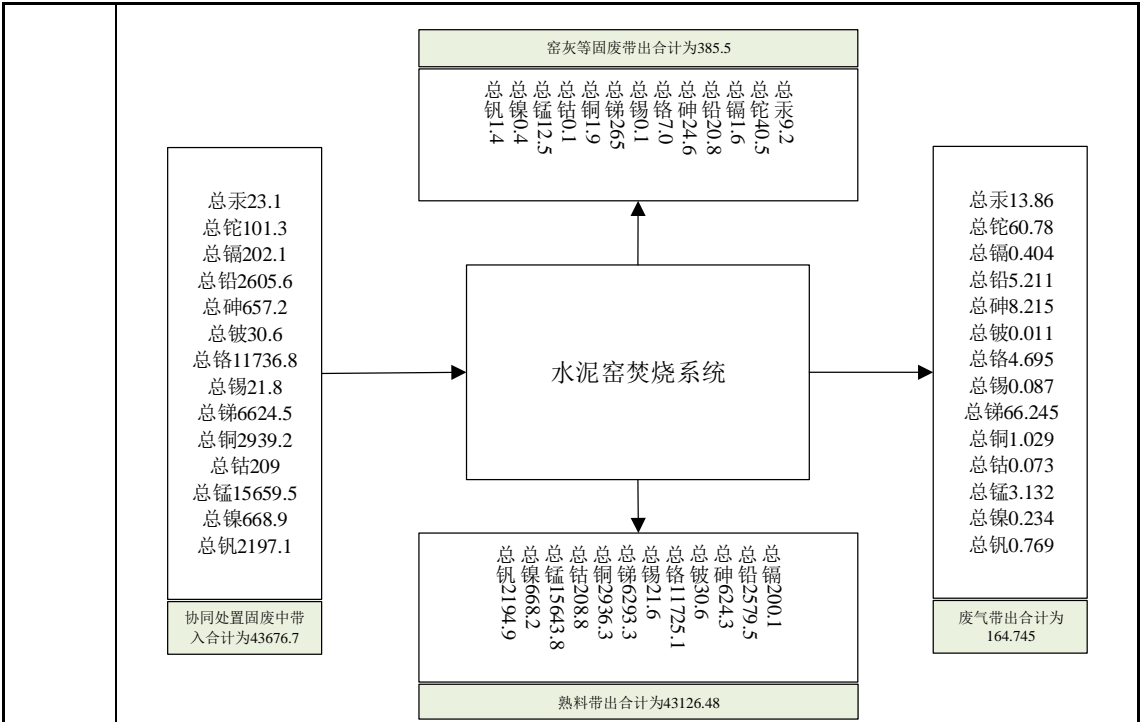 窑灰等固废带出合计为385.5
总汞9.2
总铊40.5
总镉1.6
总铅20.8
总砷24.6
总铬7.0
总锡0.1
总锑265
总铜1.9
总钴0.1
总锰12.5
总镍0.4
总钒1.4
总汞23.1
总铊101.3
总镉202.1
总铅2605.6
总砷657.2
总铍30.6
总铬11736.8
总锡21.8
总锑6624.5
总铜2939.2
总钴209
总锰15659.5
总镍668.9
总钒2197.1
协同处置固废中带
入合计为43676.7
水泥窑焚烧系统
总汞13.86
总铊60.78
总镉0.404
总铅5.211
总砷8.215
总铍0.011
总铬4.695
总锡0.087
总锑66.245
总铜1.029
总钴0.073
总锰3.132
总镍0.234
总钒0.769
废气带出合计为
164.745
总镉200.1
总铅2579.5
总砷624.3
总铍30.6
总铬11725.1
总锡21.6
总锑6293.3
总铜2936.3
总钴208.8
总锰15643.8
总镍668.2
总钒2194.9
熟料带出合计为43126.48